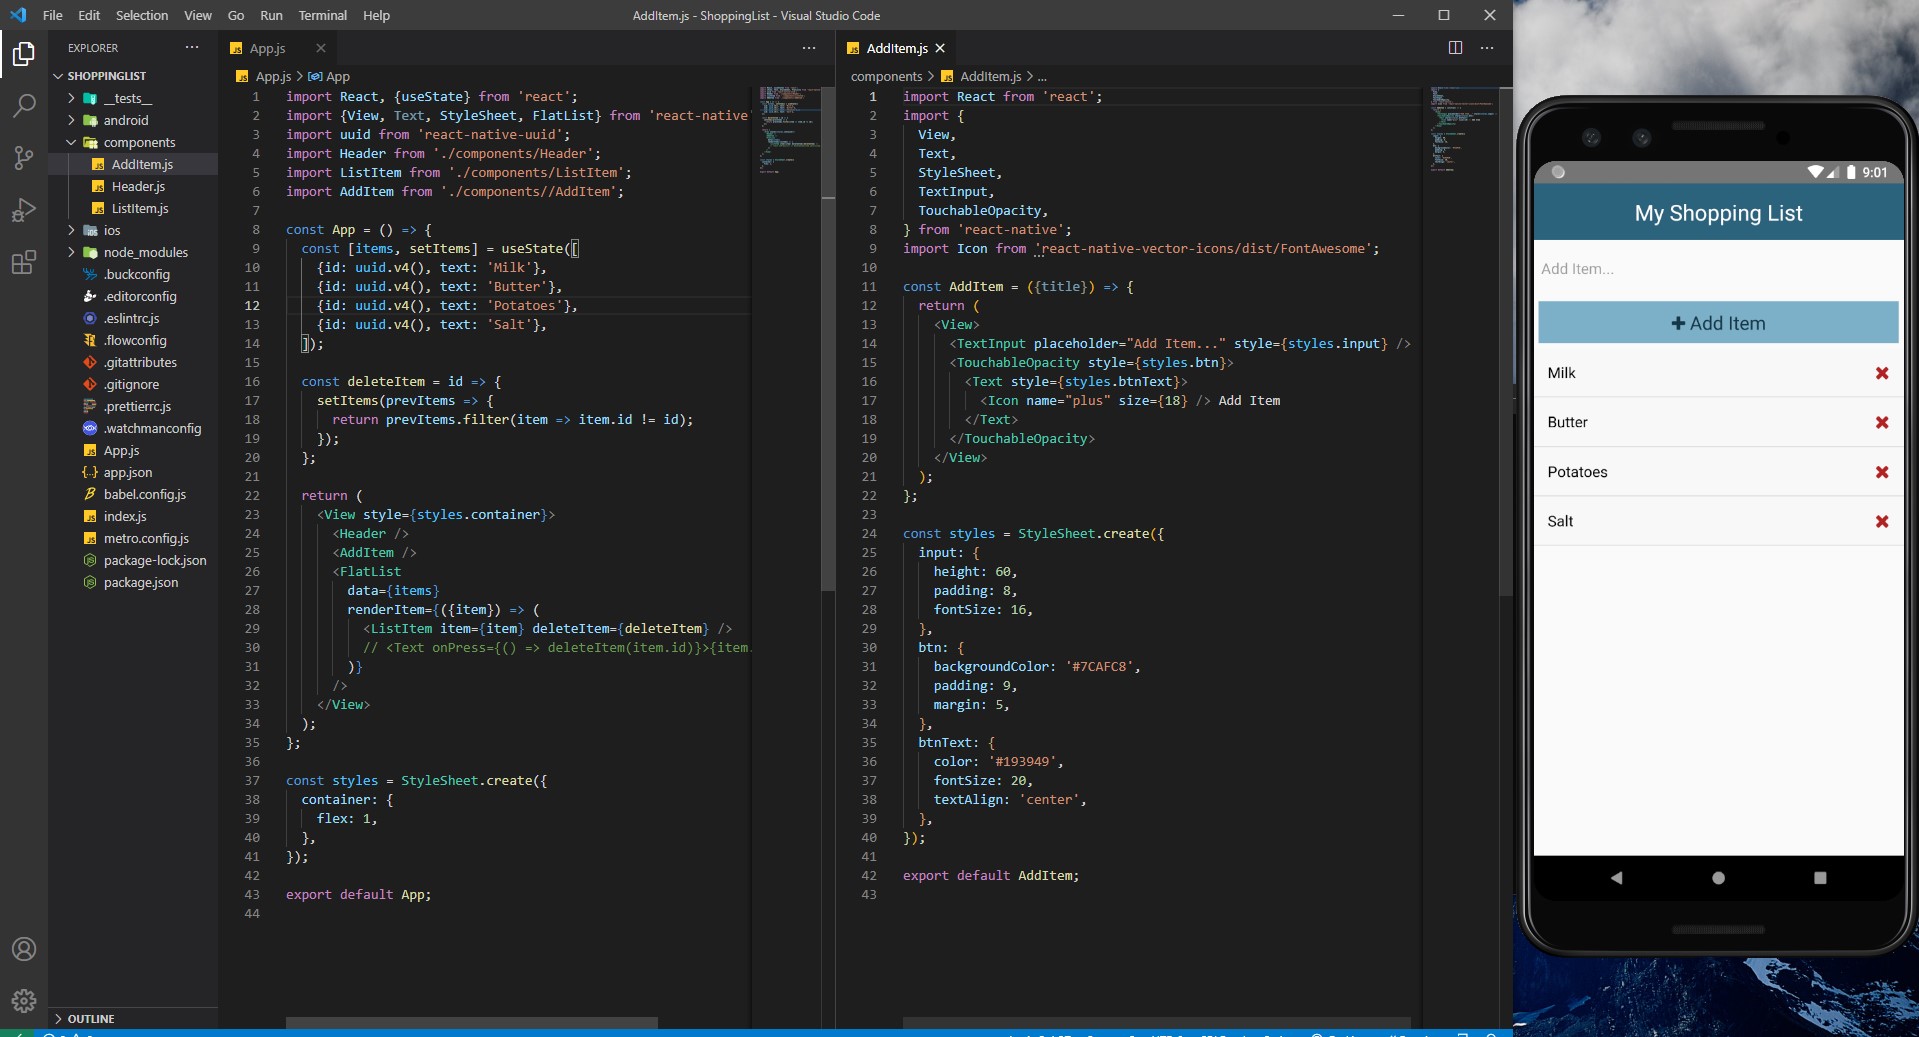 File Edit Selection View Go Run Terminal Help
AddItem.js - ShoppingList - Visual Studio Code
EXPLORER
SHOPPINGLIST
__tests__
android
components
AddItem.js
Header.js
ListItem.js
ios
node_modules
.buckconfig
.editorconfig
.eslintrc.js
.flowconfig
.gitattributes
.gitignore
.prettierrc.js
.watchmanconfig
App.js
app.json
babel.config.js
index.js
metro.config.js
package-lock.json
package.json
OUTLINE
App.js
App.js > App
1 import React, {useState} from 'react';
2 import {View, Text, StyleSheet, FlatList} from 'react-native'
3 import uuid from 'react-native-uuid';
4 import Header from './components/Header';
5 import ListItem from './components/ListItem';
6 import AddItem from './components//AddItem';
7
8 const App = () => {
9 const [items, setItems] = useState([
10 {id: uuid.v4(), text: 'Milk'},
11 {id: uuid.v4(), text: 'Butter'},
12 {id: uuid.v4(), text: 'Potatoes'},
13 {id: uuid.v4(), text: 'Salt'},
14 ]);
15
16 const deleteItem = id => {
17 setItems(prevItems => {
18 return prevItems.filter(item => item.id != id);
19 });
20 };
21
22 return (
23 <View style={styles.container}>
24 <Header />
25 <AddItem />
26 <FlatList
27 data={items}
28 renderItem={({item}) => (
29 <ListItem item={item} deleteItem={deleteItem} />
30 // <Text onPress={() => deleteItem(item.id)}>{item.
31 )}
32 />
33 </View>
34 );
35 };
36
37 const styles = StyleSheet.create({
38 container: {
39 flex: 1,
40 },
41 });
42
43 export default App;
44
AddItem.js
components > AddItem.js > ...
1 import React from 'react';
2 import {
3 View,
4 Text,
5 StyleSheet,
6 TextInput,
7 TouchableOpacity,
8 } from 'react-native';
9 import Icon from 'react-native-vector-icons/dist/FontAwesome';
10
11 const AddItem = ({title}) => {
12 return (
13 <View>
14 <TextInput placeholder="Add Item..." style={styles.input} />
15 <TouchableOpacity style={styles.btn}>
16 <Text style={styles.btnText}>
17 <Icon name="plus" size={18} /> Add Item
18 </Text>
19 </TouchableOpacity>
20 </View>
21 );
22 };
23
24 const styles = StyleSheet.create({
25 input: {
26 height: 60,
27 padding: 8,
28 fontSize: 16,
29 },
30 btn: {
31 backgroundColor: '#7CAFC8',
32 padding: 9,
33 margin: 5,
34 },
35 btnText: {
36 color: '#193949',
37 fontSize: 20,
38 textAlign: 'center',
39 },
40 });
41
42 export default AddItem;
43
9:01
My Shopping List
Add Item...
Add Item
Milk
Butter
Potatoes
Salt